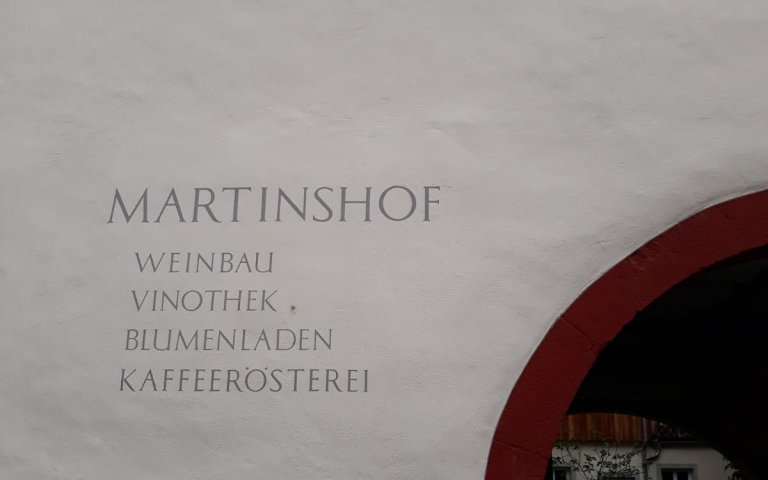 MARTINSHOF
WEINBAU
VINOTHEK
BLUMENLADEN
KAFFEERÖSTEREI